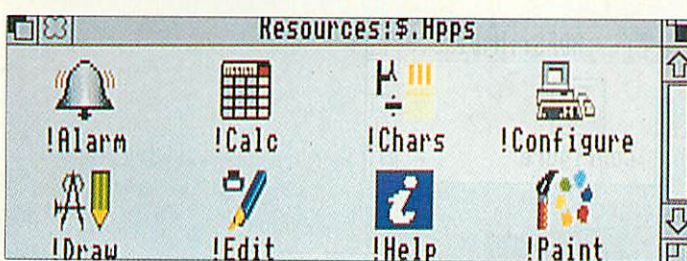 Resources:$.Apps
!Alarm !Calc !Chars !Configure
!Draw !Edit !Help !Paint